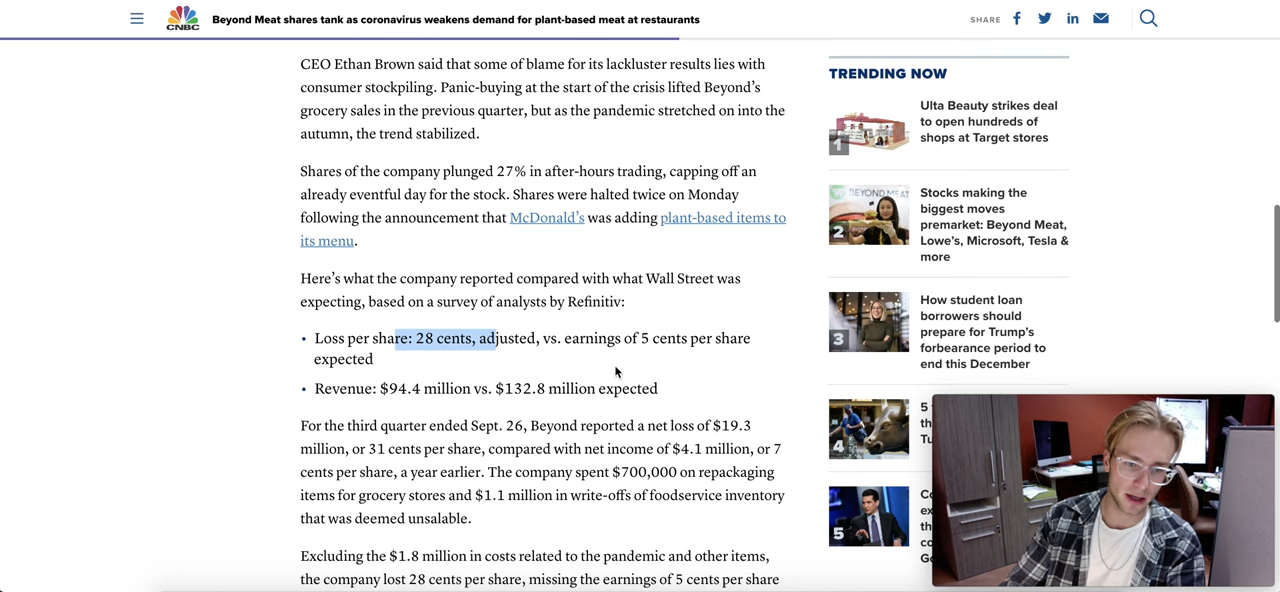 CNBC
Beyond Meat shares tank as coronavirus weakens demand for plant-based meat at restaurants
SHARE
CEO Ethan Brown said that some of blame for its lackluster results lies with
consumer stockpiling. Panic-buying at the start of the crisis lifted Beyond’s
grocery sales in the previous quarter, but as the pandemic stretched on into the
autumn, the trend stabilized.
Shares of the company plunged 27% in after-hours trading, capping off an
already eventful day for the stock. Shares were halted twice on Monday
following the announcement that McDonald’s was adding plant-based items to
its menu.
Here’s what the company reported compared with what Wall Street was
expecting, based on a survey of analysts by Refinitiv:
• Loss per share: 28 cents, adjusted, vs. earnings of 5 cents per share
expected
• Revenue: $94.4 million vs. $132.8 million expected
For the third quarter ended Sept. 26, Beyond reported a net loss of $19.3
million, or 31 cents per share, compared with net income of $4.1 million, or 7
cents per share, a year earlier. The company spent $700,000 on repackaging
items for grocery stores and $1.1 million in write-offs of foodservice inventory
that was deemed unsalable.
Excluding the $1.8 million in costs related to the pandemic and other items,
the company lost 28 cents per share, missing the earnings of 5 cents per share
TRENDING NOW
1
Ulta Beauty strikes deal
to open hundreds of
shops at Target stores
BEYOND MEAT
2
Stocks making the
biggest moves
premarket: Beyond Meat,
Lowe’s, Microsoft, Tesla &
more
3
How student loan
borrowers should
prepare for Trump’s
forbearance period to
end this December
4
5
5